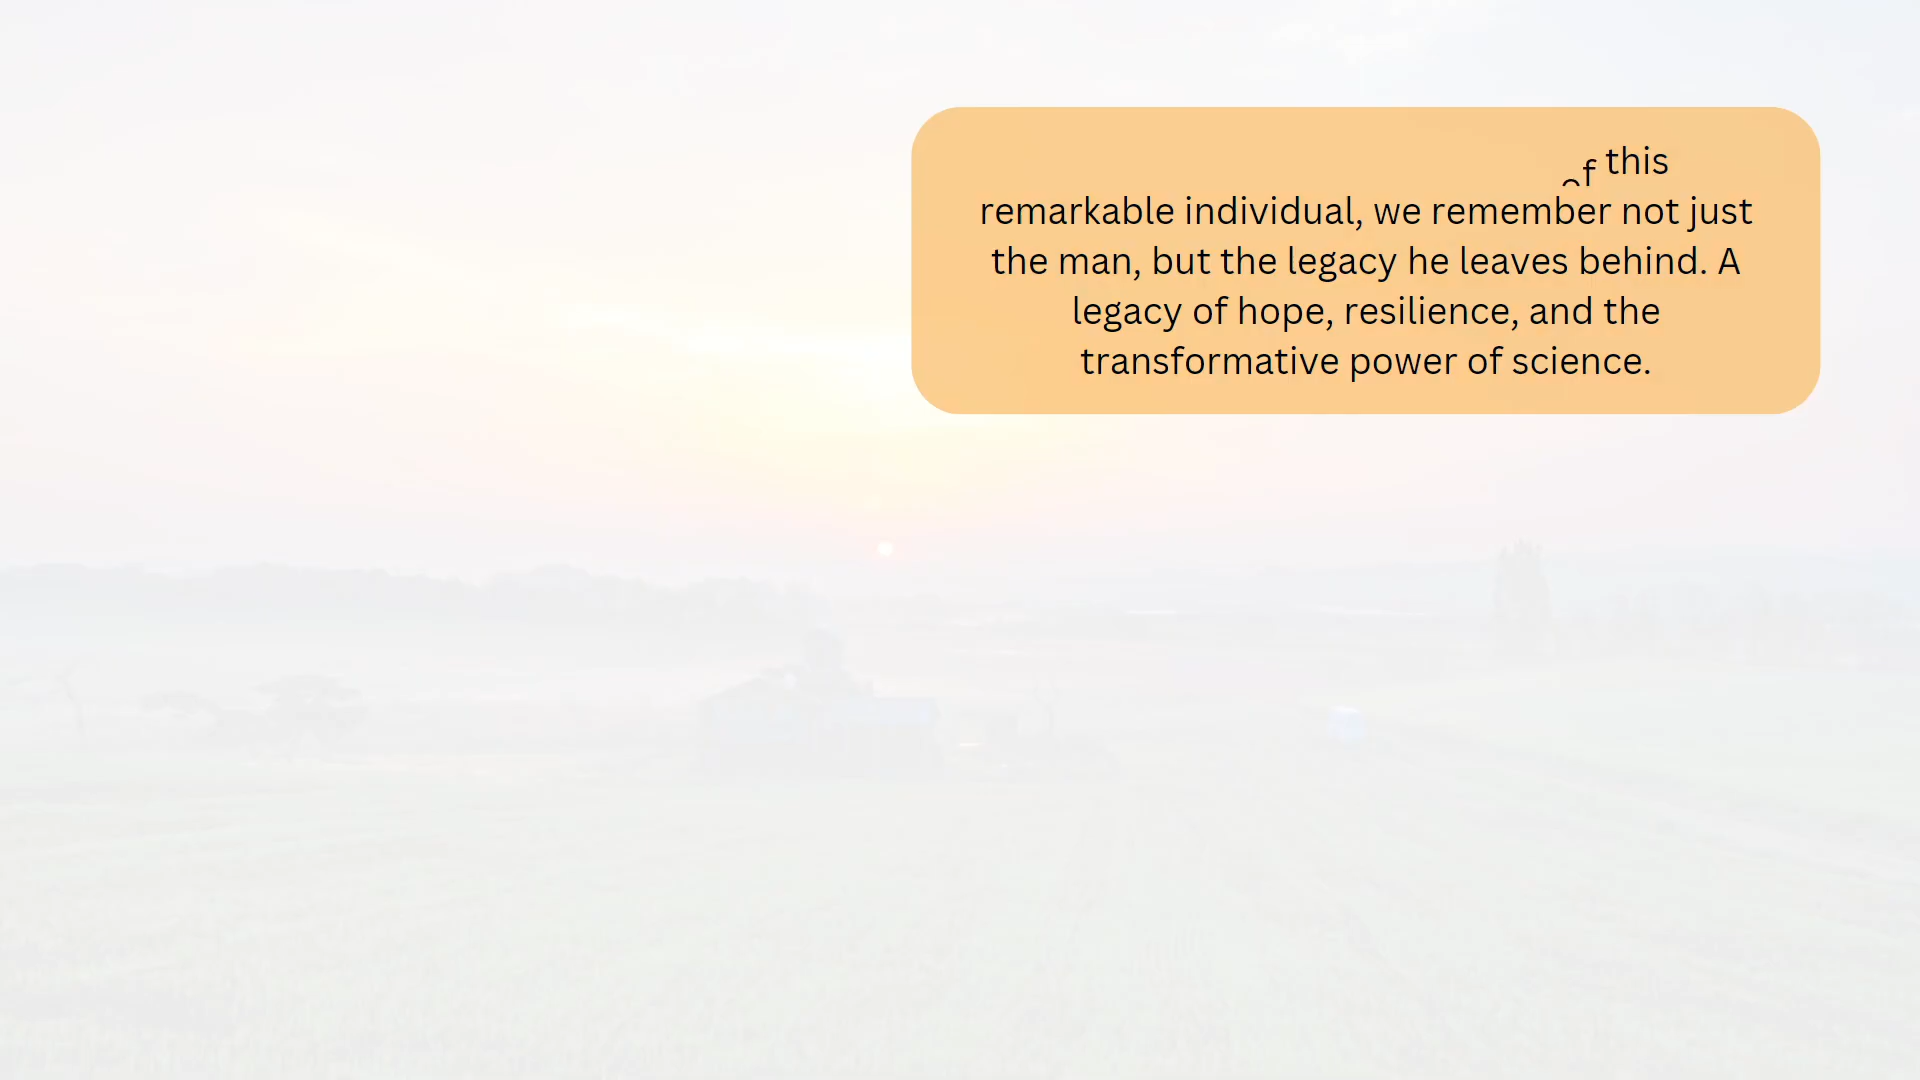 of this
remarkable individual, we remember not just
the man, but the legacy he leaves behind. A
legacy of hope, resilience, and the
transformative power of science.